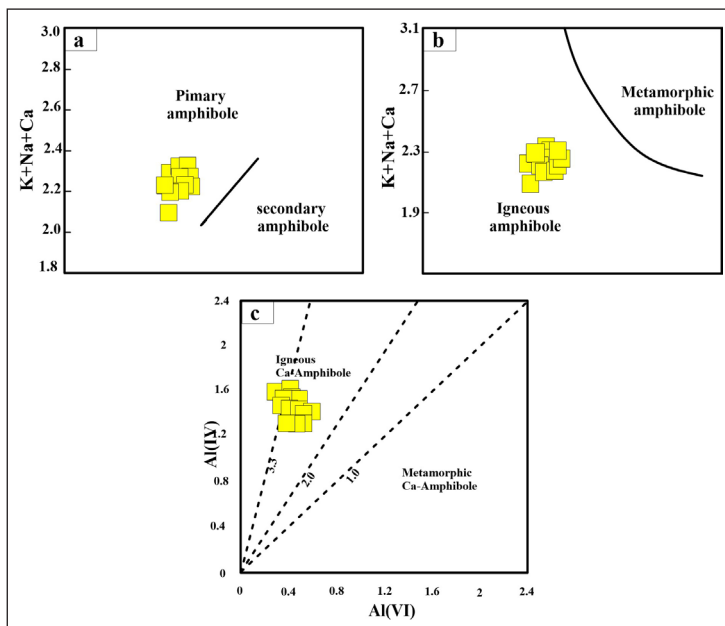 a
3.0
2.8
2.6
2.4
2.2
2.0
1.8
K+Na+Ca
Pimary
amphibole
secondary
amphibole
b
3.1
2.7
2.3
1.9
K+Na+Ca
Metamorphic
amphibole
Igneous
amphibole
c
2.4
2
1.6
1.2
0.8
0.4
0
Al(IV)
Igneous
Ca-Amphibole
3.3
2.0
1.0
Metamorphic
Ca-Amphibole
0 0.4 0.8 1.2 1.6 2 2.4
Al(VI)